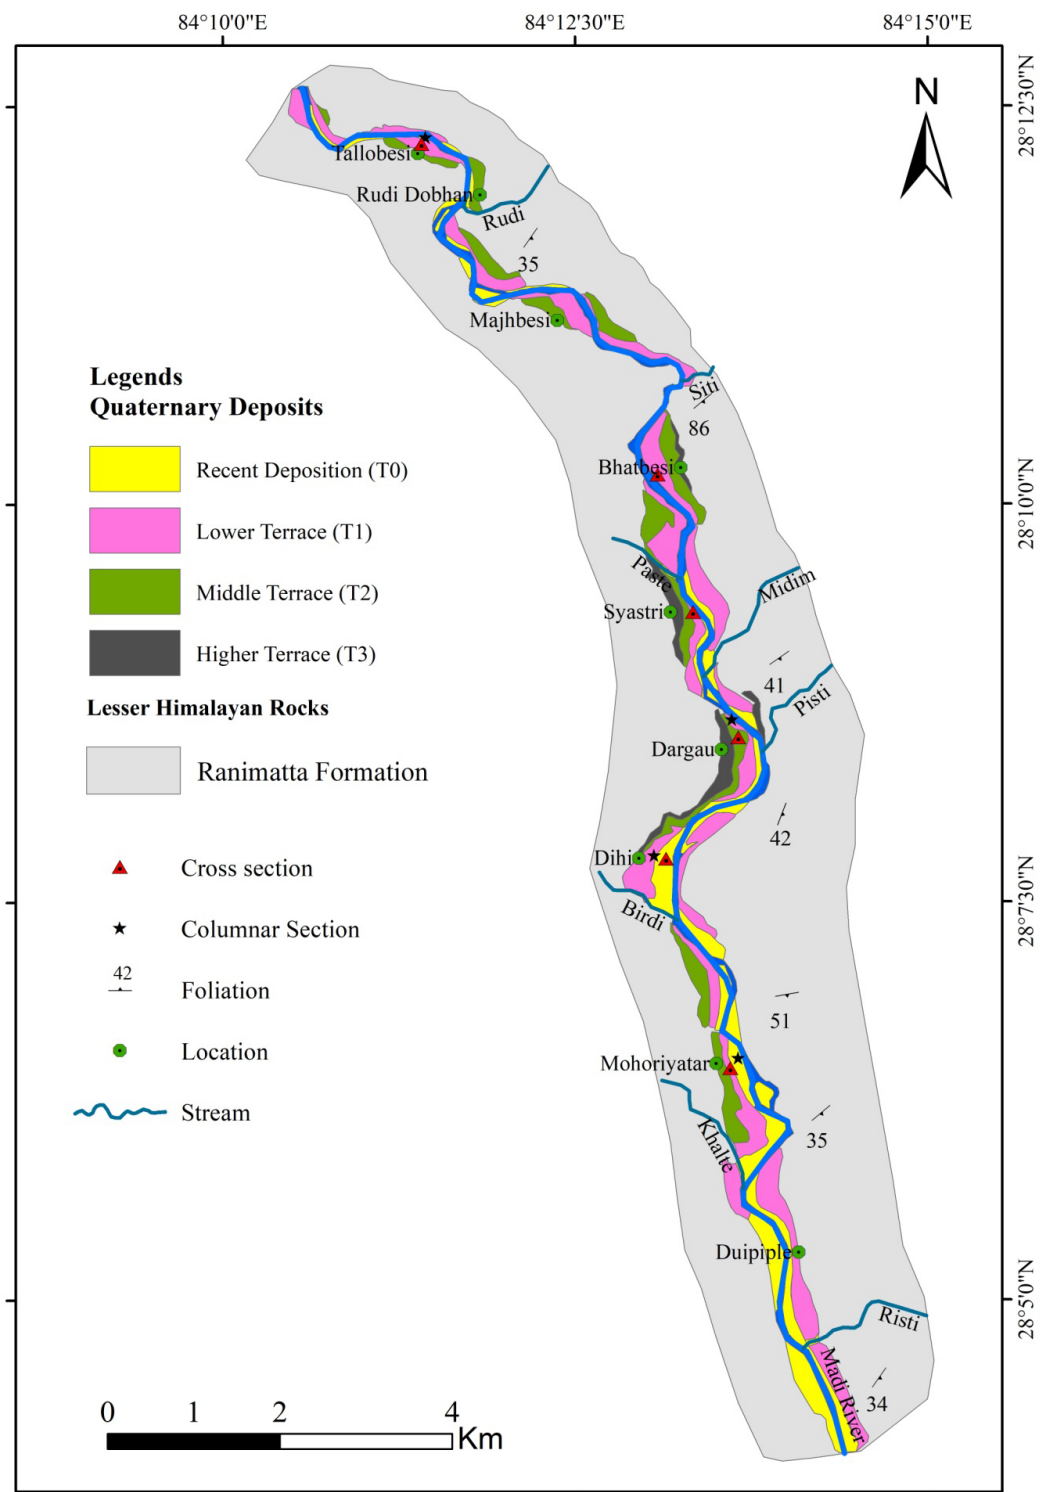 84°10'0"E
84°12'30"E
84°15'0"E
N
28°12'30"N
Tallobesi
Rudi Dobhan
Rudi
35
Majhbesi
Siti
86
Legends
Quaternary Deposits
Recent Deposition (T0)
Lower Terrace (T1)
Middle Terrace (T2)
Higher Terrace (T3)
Lesser Himalayan Rocks
Ranimatta Formation
Cross section
Columnar Section
42
Foliation
Location
Stream
Bhatbesi
28°10'0"N
Paste
Midim
Syastri
41
Pisti
Dargau
42
Dihi
Birdi
28°7'30"N
51
Mohoriyatar
Khalte
35
Duipiple
28°5'0"N
Risti
Madi River
34
0 1 2 4
Km